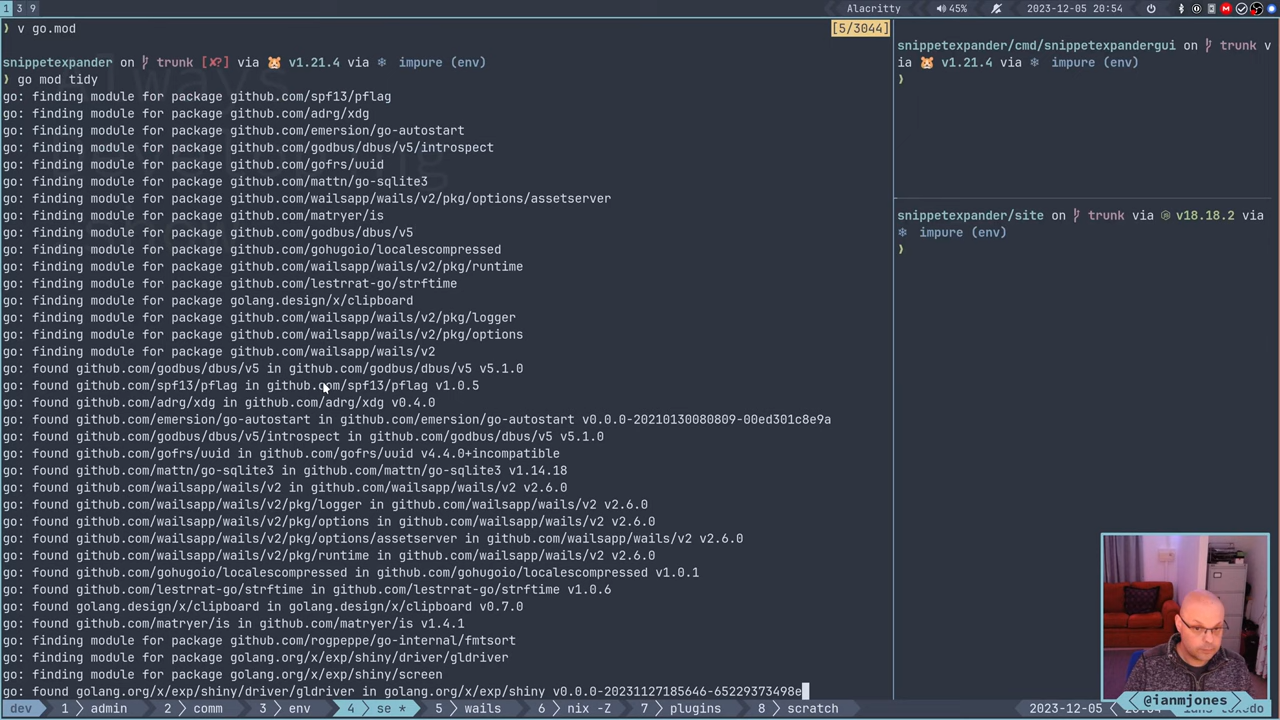 1 3 9
Alacritty
45%
2023-12-05 20:54
❯ v go.mod
[5/3044]
snippetexpander on trunk [✘?] via 🐹 v1.21.4 via ❄ impure (env)
❯ go mod tidy
go: finding module for package github.com/spf13/pflag
go: finding module for package github.com/adrg/xdg
go: finding module for package github.com/emersion/go-autostart
go: finding module for package github.com/godbus/dbus/v5/introspect
go: finding module for package github.com/gofrs/uuid
go: finding module for package github.com/mattn/go-sqlite3
go: finding module for package github.com/wailsapp/wails/v2/pkg/options/assetserver
go: finding module for package github.com/matryer/is
go: finding module for package github.com/godbus/dbus/v5
go: finding module for package github.com/gohugoio/localescompressed
go: finding module for package github.com/wailsapp/wails/v2/pkg/runtime
go: finding module for package github.com/lestrrat-go/strftime
go: finding module for package golang.design/x/clipboard
go: finding module for package github.com/wailsapp/wails/v2/pkg/logger
go: finding module for package github.com/wailsapp/wails/v2/pkg/options
go: finding module for package github.com/wailsapp/wails/v2
go: found github.com/godbus/dbus/v5 in github.com/godbus/dbus/v5 v5.1.0
go: found github.com/spf13/pflag in github.com/spf13/pflag v1.0.5
go: found github.com/adrg/xdg in github.com/adrg/xdg v0.4.0
go: found github.com/emersion/go-autostart in github.com/emersion/go-autostart v0.0.0-20210130080809-00ed301c8e9a
go: found github.com/godbus/dbus/v5/introspect in github.com/godbus/dbus/v5 v5.1.0
go: found github.com/gofrs/uuid in github.com/gofrs/uuid v4.4.0+incompatible
go: found github.com/mattn/go-sqlite3 in github.com/mattn/go-sqlite3 v1.14.18
go: found github.com/wailsapp/wails/v2 in github.com/wailsapp/wails/v2 v2.6.0
go: found github.com/wailsapp/wails/v2/pkg/logger in github.com/wailsapp/wails/v2 v2.6.0
go: found github.com/wailsapp/wails/v2/pkg/options in github.com/wailsapp/wails/v2 v2.6.0
go: found github.com/wailsapp/wails/v2/pkg/options/assetserver in github.com/wailsapp/wails/v2 v2.6.0
go: found github.com/wailsapp/wails/v2/pkg/runtime in github.com/wailsapp/wails/v2 v2.6.0
go: found github.com/gohugoio/localescompressed in github.com/gohugoio/localescompressed v1.0.1
go: found github.com/lestrrat-go/strftime in github.com/lestrrat-go/strftime v1.0.6
go: found golang.design/x/clipboard in golang.design/x/clipboard v0.7.0
go: found github.com/matryer/is in github.com/matryer/is v1.4.1
go: finding module for package github.com/rogpeppe/go-internal/fmtsort
go: finding module for package golang.org/x/exp/shiny/driver/gldriver
go: finding module for package golang.org/x/exp/shiny/screen
go: found golang.org/x/exp/shiny/driver/gldriver in golang.org/x/exp/shiny v0.0.0-20231127185646-65229373498e
snippetexpander/cmd/snippetexpandergui on trunk v
ia 🐹 v1.21.4 via ❄ impure (env)
❯
snippetexpander/site on trunk via v18.18.2 via
❄ impure (env)
❯
@ianmjones
dev 1 admin 2 comm 3 env 4 se * 5 wails 6 nix -Z 7 plugins 8 scratch 2023-12-05